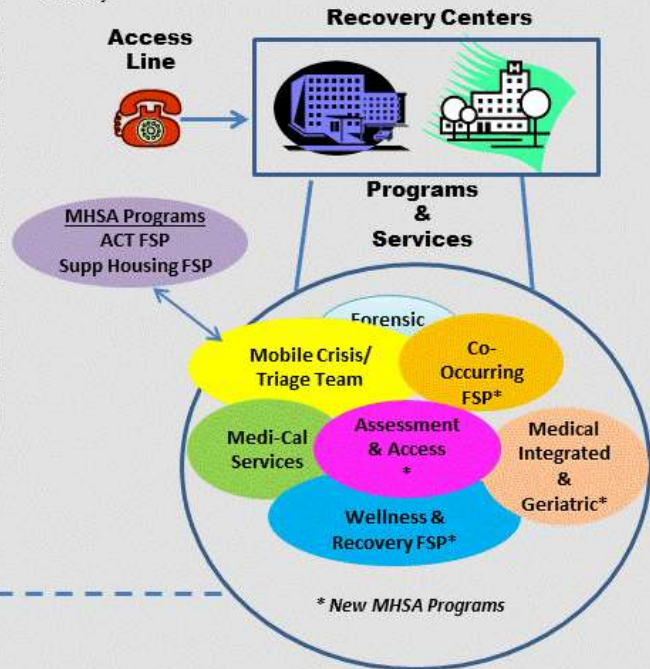 Recovery Centers
Access
Line
H
Programs
&
Services
MHSA Programs
ACT FSP
Supp Housing FSP
Forensic
Mobile Crisis/
Triage Team
Co-
Occurring
FSP*
Medi-Cal
Services
Assessment
& Access
*
Medical
Integrated
&
Geriatric*
Wellness &
Recovery FSP*
* New MHSA Programs